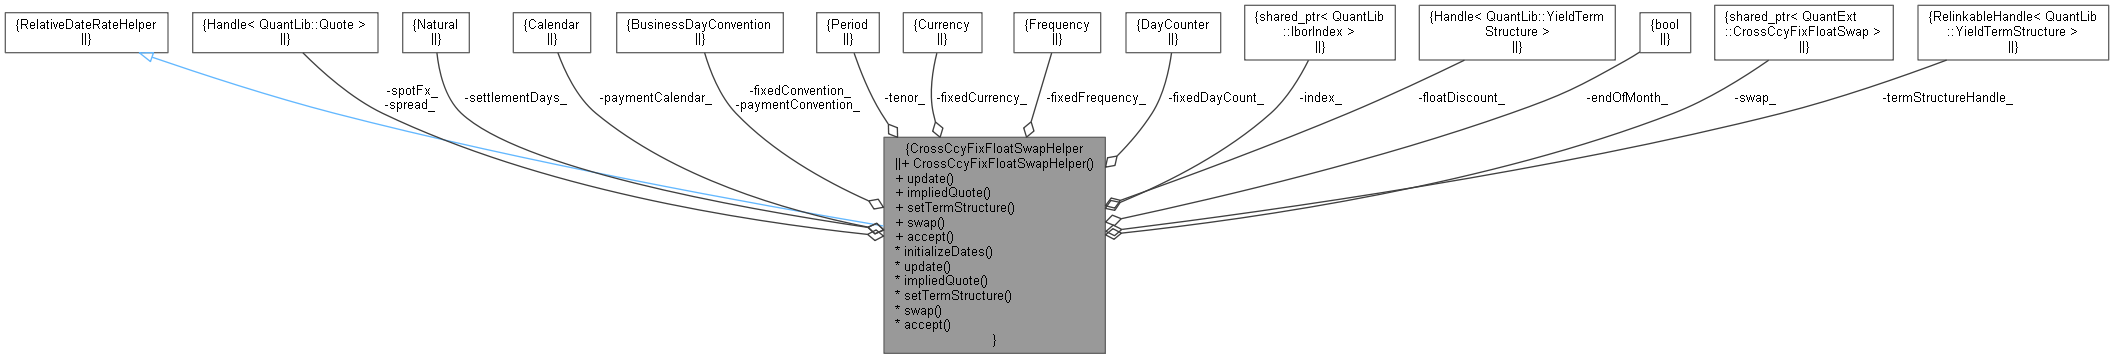 {RelativeDateRateHelper
||}
{Handle< QuantLib::Quote >
||}
{Natural
||}
{Calendar
||}
{BusinessDayConvention
||}
{Period
||}
{Currency
||}
{Frequency
||}
{DayCounter
||}
{shared_ptr< QuantLib
::IborIndex >
||}
{Handle< QuantLib::YieldTerm
Structure >
||}
{bool
||}
{shared_ptr< QuantExt
::CrossCcyFixFloatSwap >
||}
{RelinkableHandle< QuantLib
::YieldTermStructure >
||}
-spotFx_
-spread_
-settlementDays_
-paymentCalendar_
-fixedConvention_
-paymentConvention_
-tenor_
-fixedCurrency_
-fixedFrequency_
-fixedDayCount_
-index_
-floatDiscount_
-endOfMonth_
-swap_
-termStructureHandle_
{CrossCcyFixFloatSwapHelper
||+ CrossCcyFixFloatSwapHelper()
+ update()
+ impliedQuote()
+ setTermStructure()
+ swap()
+ accept()
* initializeDates()
* update()
* impliedQuote()
* setTermStructure()
* swap()
* accept()
}